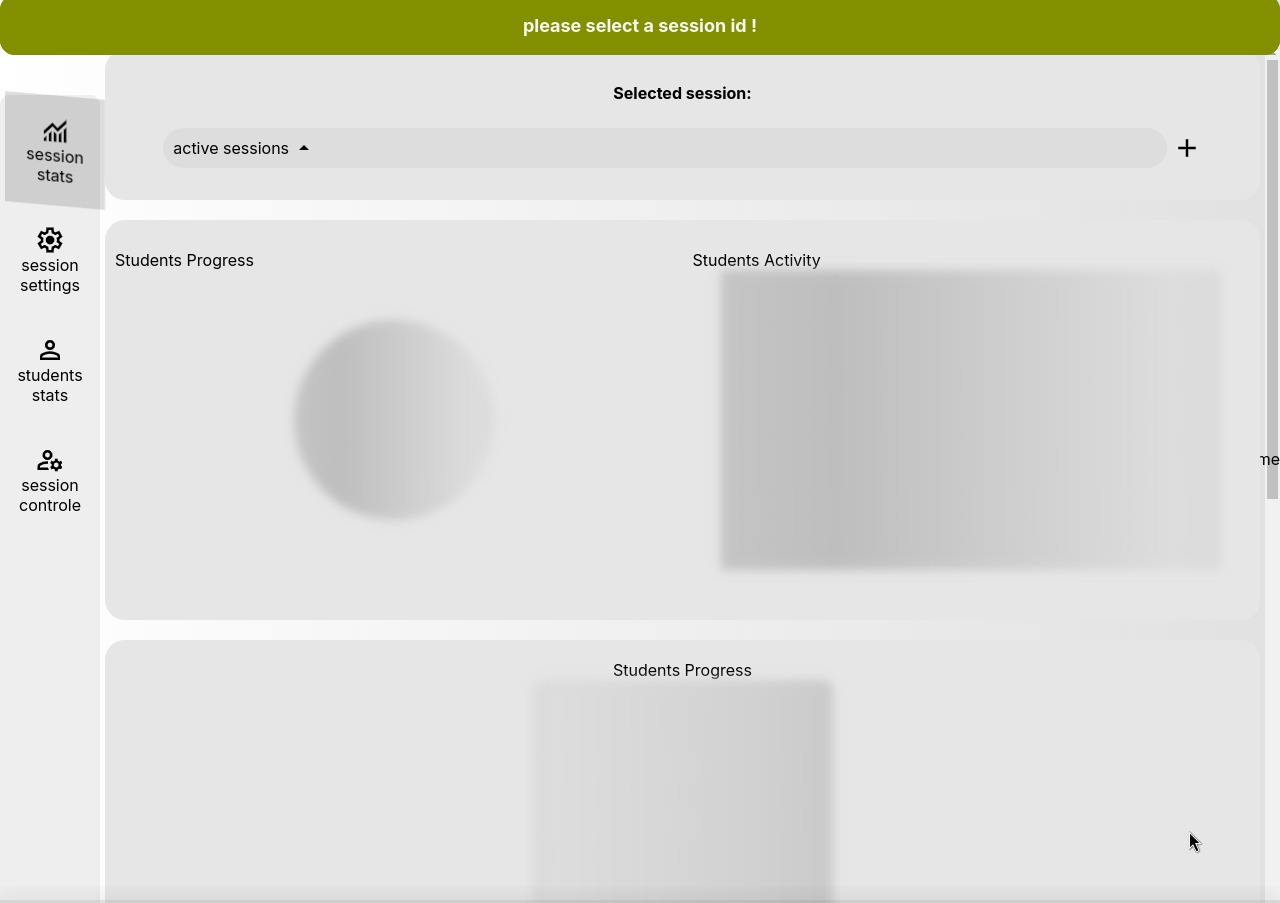 please select a session id !
Selected session:
active sessions
session
stats
session
settings
students
stats
session
controle
Students Progress
Students Activity
me
Students Progress